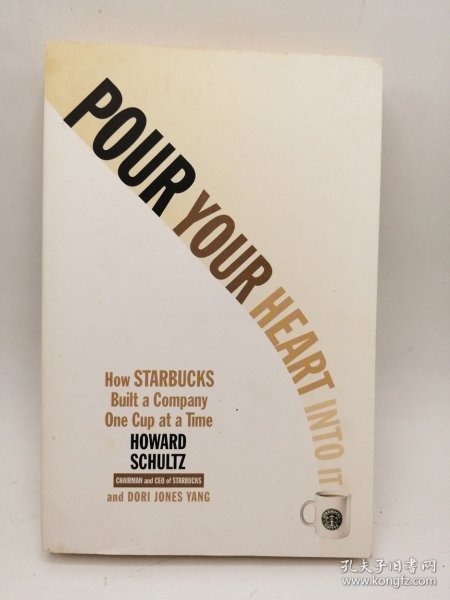 POUR YOUR HEART INTO IT
How STARBUCKS
Built a Company
One Cup at a Time
HOWARD
SCHULTZ
CHAIRMAN and CEO of STARBUCKS
and DORI JONES YANG
孔夫子旧书网
www.kongfz.com